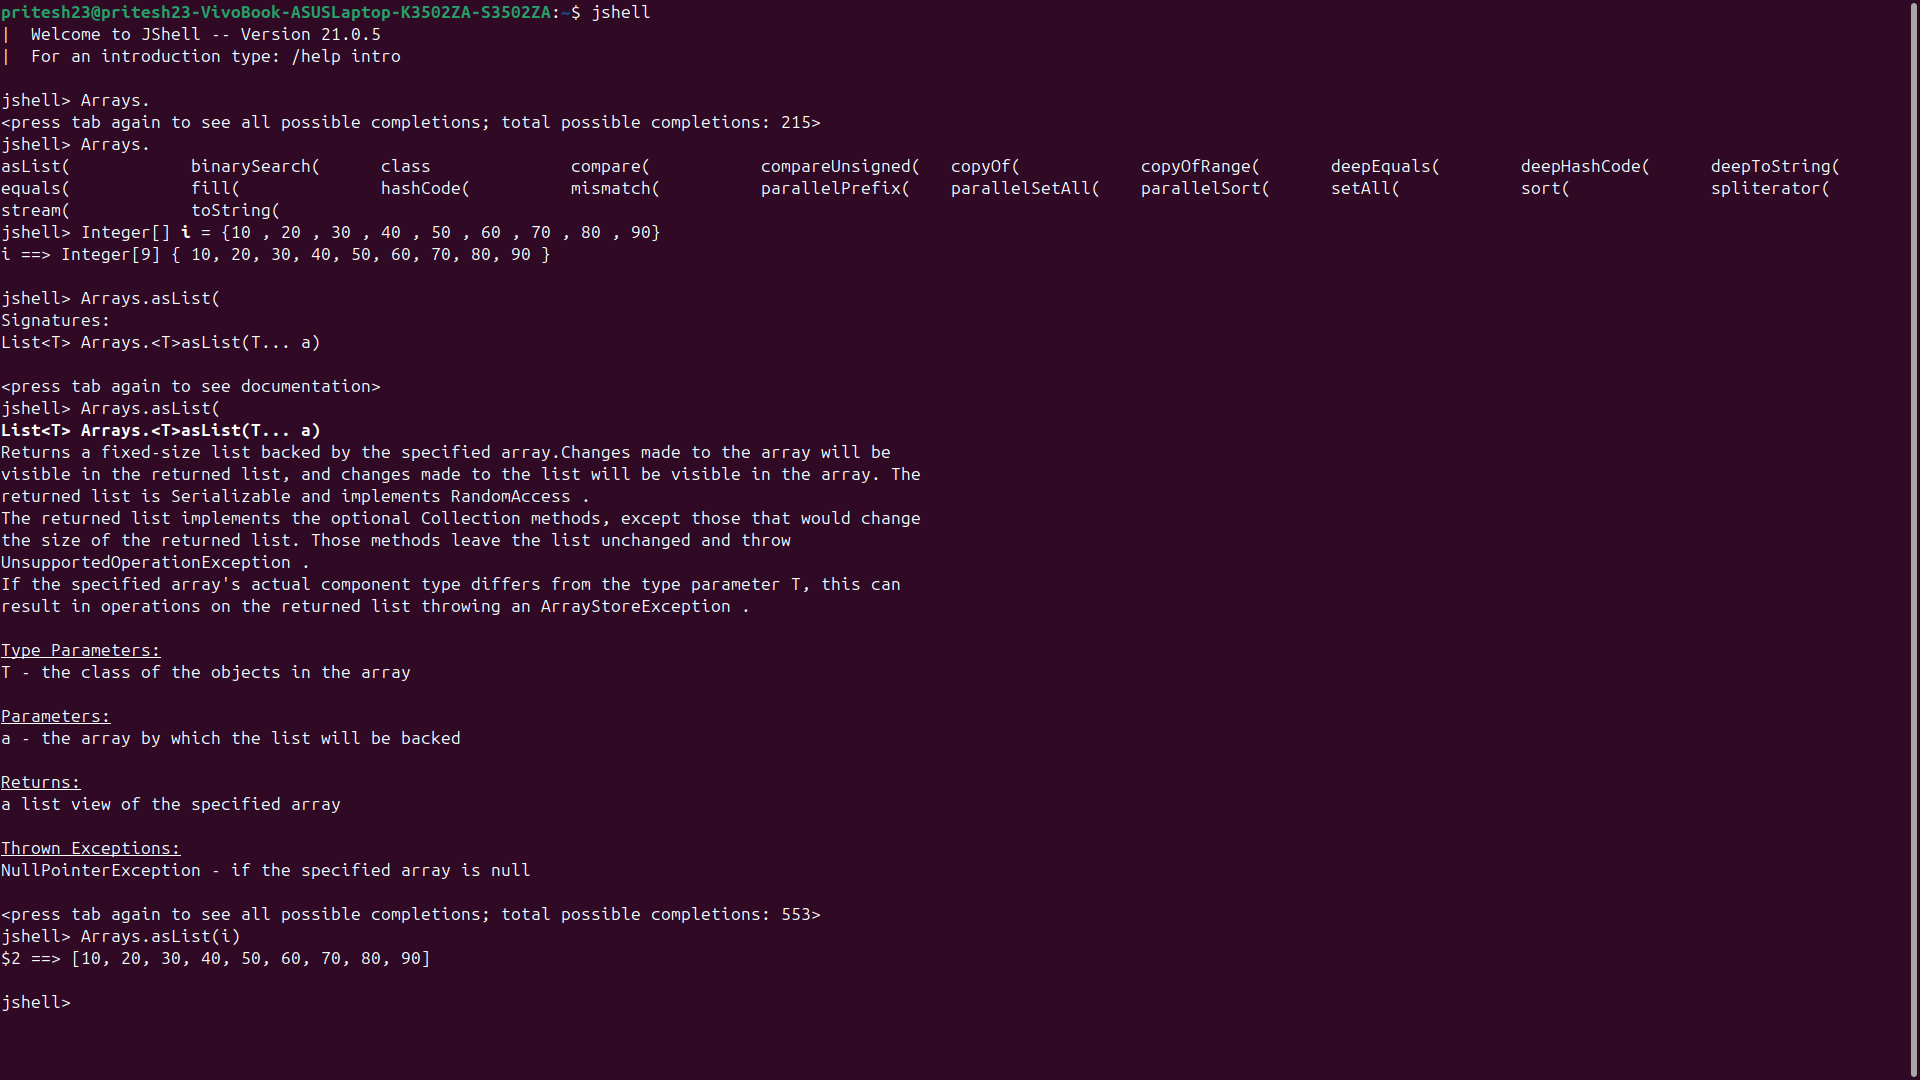 pritesh23@pritesh23-VivoBook-ASUSLaptop-K3502ZA-S3502ZA:~$ jshell
|  Welcome to JShell -- Version 21.0.5
|  For an introduction type: /help intro

jshell> Arrays.
<press tab again to see all possible completions; total possible completions: 215>
jshell> Arrays.
asList(            binarySearch(      class              compare(           compareUnsigned(   copyOf(            copyOfRange(       deepEquals(        deepHashCode(      deepToString(
equals(            fill(              hashCode(          mismatch(          parallelPrefix(    parallelSetAll(    parallelSort(      setAll(            sort(              spliterator(
stream(            toString(
jshell> Integer[] i = {10 , 20 , 30 , 40 , 50 , 60 , 70 , 80 , 90}
i ==> Integer[9] { 10, 20, 30, 40, 50, 60, 70, 80, 90 }

jshell> Arrays.asList(
Signatures:
List<T> Arrays.<T>asList(T... a)

<press tab again to see documentation>
jshell> Arrays.asList(
List<T> Arrays.<T>asList(T... a)
Returns a fixed-size list backed by the specified array.Changes made to the array will be
visible in the returned list, and changes made to the list will be visible in the array. The
returned list is Serializable and implements RandomAccess .
The returned list implements the optional Collection methods, except those that would change
the size of the returned list. Those methods leave the list unchanged and throw
UnsupportedOperationException .
If the specified array's actual component type differs from the type parameter T, this can
result in operations on the returned list throwing an ArrayStoreException .

Type Parameters:
T - the class of the objects in the array

Parameters:
a - the array by which the list will be backed

Returns:
a list view of the specified array

Thrown Exceptions:
NullPointerException - if the specified array is null

<press tab again to see all possible completions; total possible completions: 553>
jshell> Arrays.asList(i)
$2 ==> [10, 20, 30, 40, 50, 60, 70, 80, 90]

jshell>